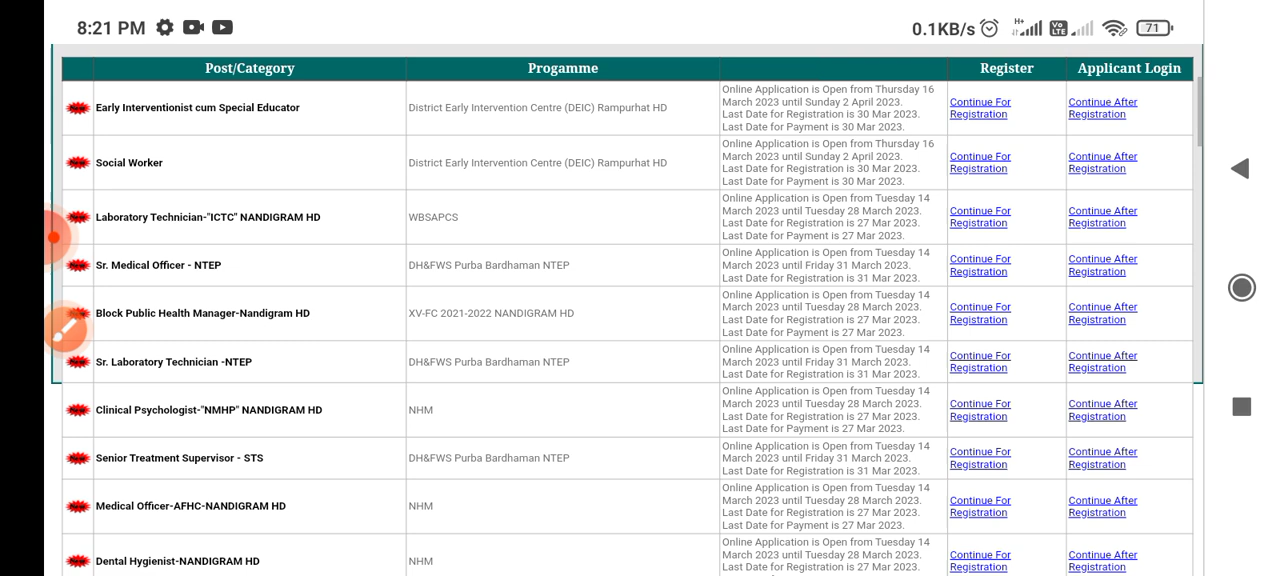 8:21 PM
0.1KB/s H+ Vo LTE 71
Post/Category Progamme Register Applicant Login
New Early Interventionist cum Special Educator District Early Intervention Centre (DEIC) Rampurhat HD
Online Application is Open from Thursday 16
March 2023 until Sunday 2 April 2023.
Last Date for Registration is 30 Mar 2023.
Last Date for Payment is 30 Mar 2023.
Continue For
Registration
Continue After
Registration
New Social Worker District Early Intervention Centre (DEIC) Rampurhat HD
Online Application is Open from Thursday 16
March 2023 until Sunday 2 April 2023.
Last Date for Registration is 30 Mar 2023.
Last Date for Payment is 30 Mar 2023.
Continue For
Registration
Continue After
Registration
New Laboratory Technician-"ICTC" NANDIGRAM HD WBSAPCS
Online Application is Open from Tuesday 14
March 2023 until Tuesday 28 March 2023.
Last Date for Registration is 27 Mar 2023.
Last Date for Payment is 27 Mar 2023.
Continue For
Registration
Continue After
Registration
New Sr. Medical Officer - NTEP DH&FWS Purba Bardhaman NTEP
Online Application is Open from Tuesday 14
March 2023 until Friday 31 March 2023.
Last Date for Registration is 31 Mar 2023.
Continue For
Registration
Continue After
Registration
New Block Public Health Manager-Nandigram HD XV-FC 2021-2022 NANDIGRAM HD
Online Application is Open from Tuesday 14
March 2023 until Tuesday 28 March 2023.
Last Date for Registration is 27 Mar 2023.
Last Date for Payment is 27 Mar 2023.
Continue For
Registration
Continue After
Registration
New Sr. Laboratory Technician -NTEP DH&FWS Purba Bardhaman NTEP
Online Application is Open from Tuesday 14
March 2023 until Friday 31 March 2023.
Last Date for Registration is 31 Mar 2023.
Continue For
Registration
Continue After
Registration
New Clinical Psychologist-"NMHP" NANDIGRAM HD NHM
Online Application is Open from Tuesday 14
March 2023 until Tuesday 28 March 2023.
Last Date for Registration is 27 Mar 2023.
Last Date for Payment is 27 Mar 2023.
Continue For
Registration
Continue After
Registration
New Senior Treatment Supervisor - STS DH&FWS Purba Bardhaman NTEP
Online Application is Open from Tuesday 14
March 2023 until Friday 31 March 2023.
Last Date for Registration is 31 Mar 2023.
Continue For
Registration
Continue After
Registration
New Medical Officer-AFHC-NANDIGRAM HD NHM
Online Application is Open from Tuesday 14
March 2023 until Tuesday 28 March 2023.
Last Date for Registration is 27 Mar 2023.
Last Date for Payment is 27 Mar 2023.
Continue For
Registration
Continue After
Registration
New Dental Hygienist-NANDIGRAM HD NHM
Online Application is Open from Tuesday 14
March 2023 until Tuesday 28 March 2023.
Last Date for Registration is 27 Mar 2023.
Continue For
Registration
Continue After
Registration